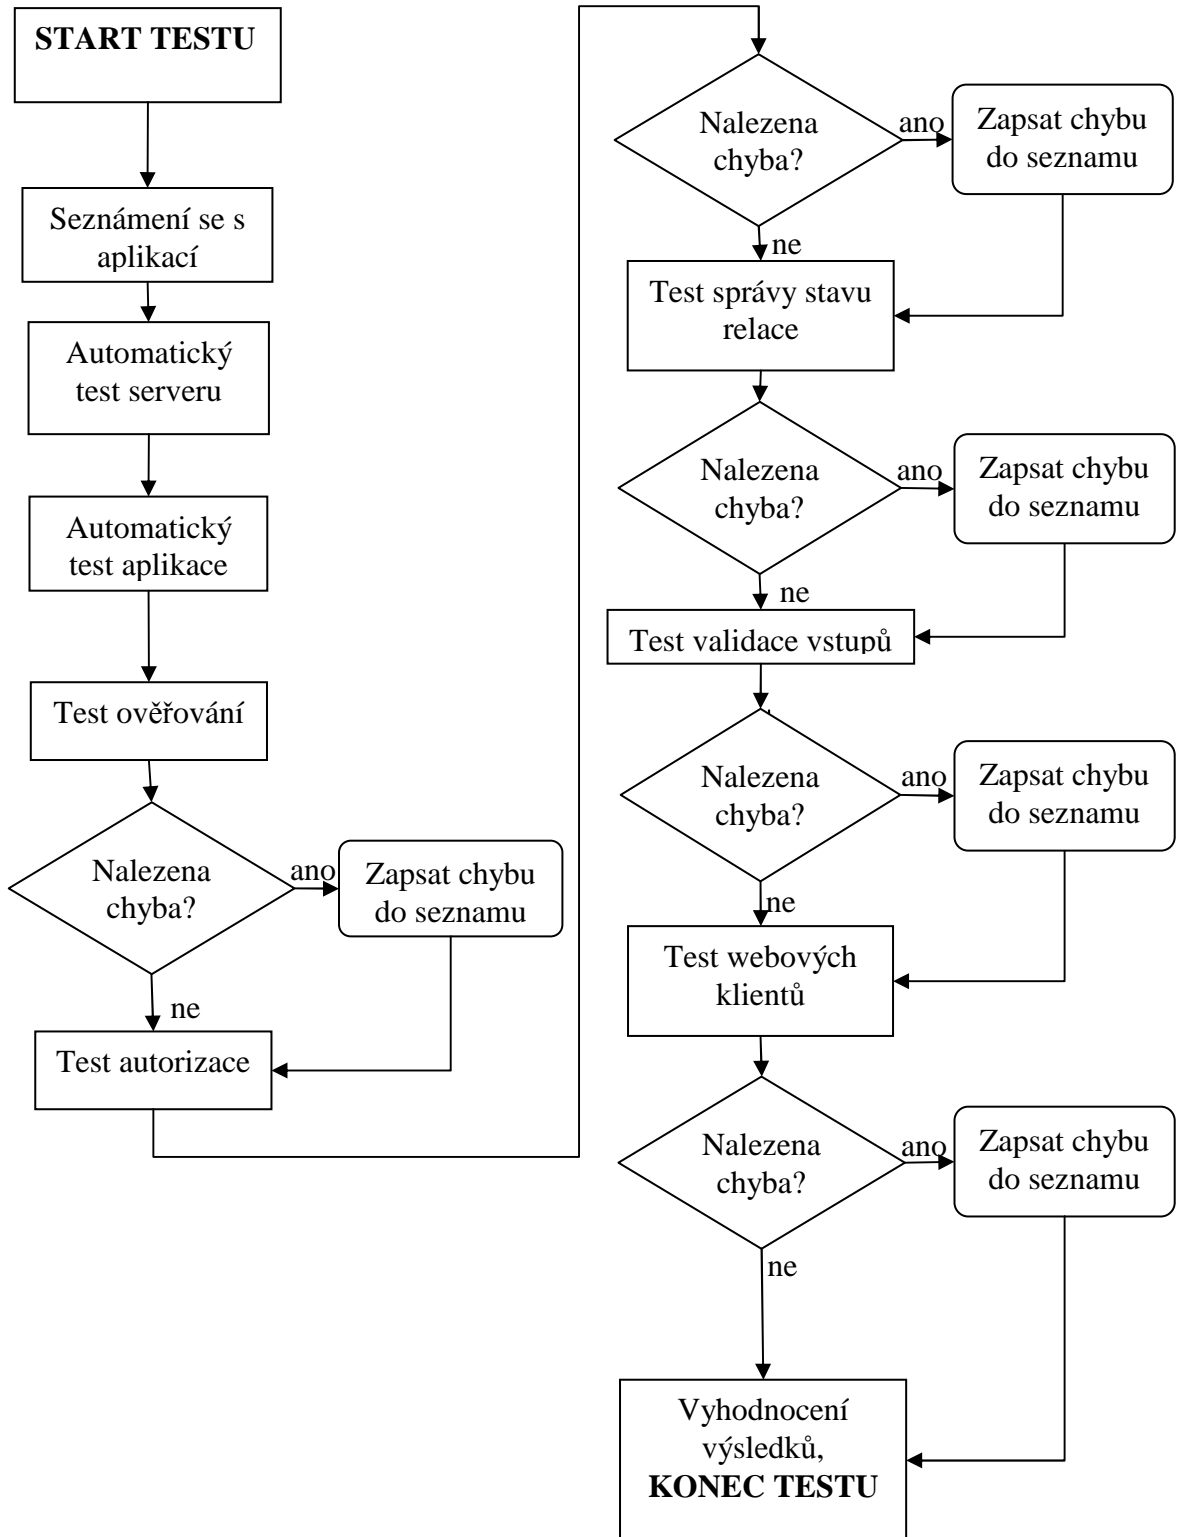 START TESTU
Seznámení se s
aplikací
Automatický
test serveru
Automatický
test aplikace
Test ověřování
Nalezena
chyba?
ano
Zapsat chybu
do seznamu
ne
Test autorizace
Nalezena
chyba?
ano
Zapsat chybu
do seznamu
ne
Test správy stavu
relace
Nalezena
chyba?
ano
Zapsat chybu
do seznamu
ne
Test validace vstupů
Nalezena
chyba?
ano
Zapsat chybu
do seznamu
ne
Test webových
klientů
Nalezena
chyba?
ano
Zapsat chybu
do seznamu
ne
Vyhodnocení
výsledků,
KONEC TESTU